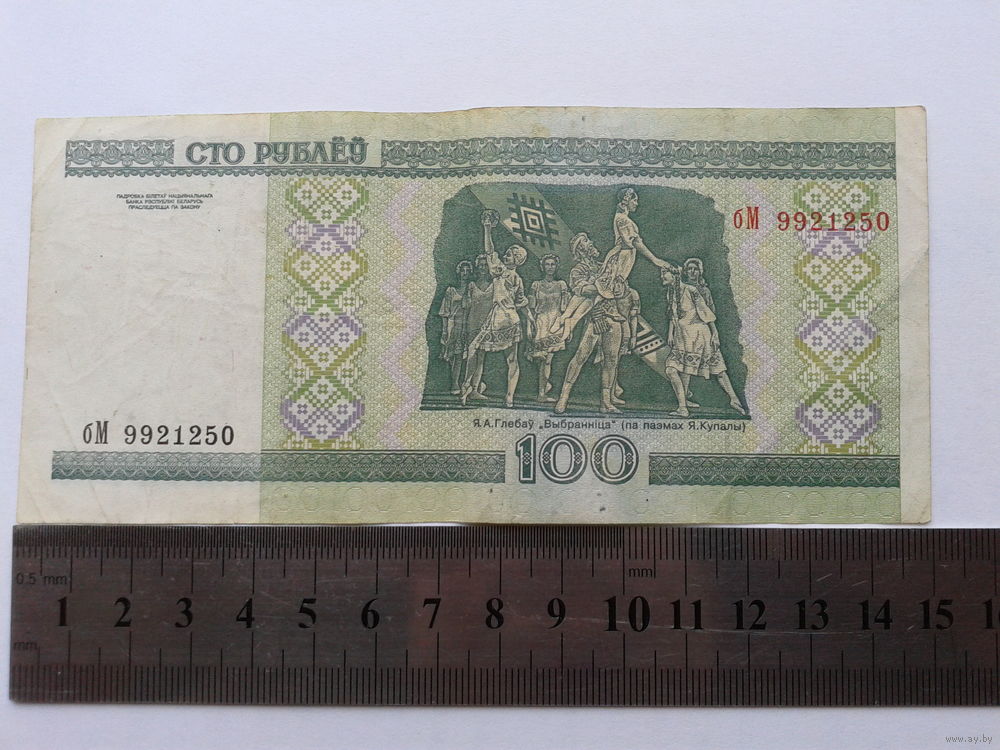 СТО РУБЛЁЎ
ПАДРОБКА БІЛЕТАЎ НАЦЫЯНАЛЬНАГА
БАНКА РЭСПУБЛІКІ БЕЛАРУСЬ
ПРАСЛЕДУЕЦЦА ПА ЗАКОНУ
бМ 9921250
бМ 9921250
Я.А.Глебаў „Выбранніца“ (па паэмах Я.Купалы)
100
0.5 mm
mm
1 2 3 4 5 6 7 8 9 10 11 12 13 14 15
mm
www.ay.by